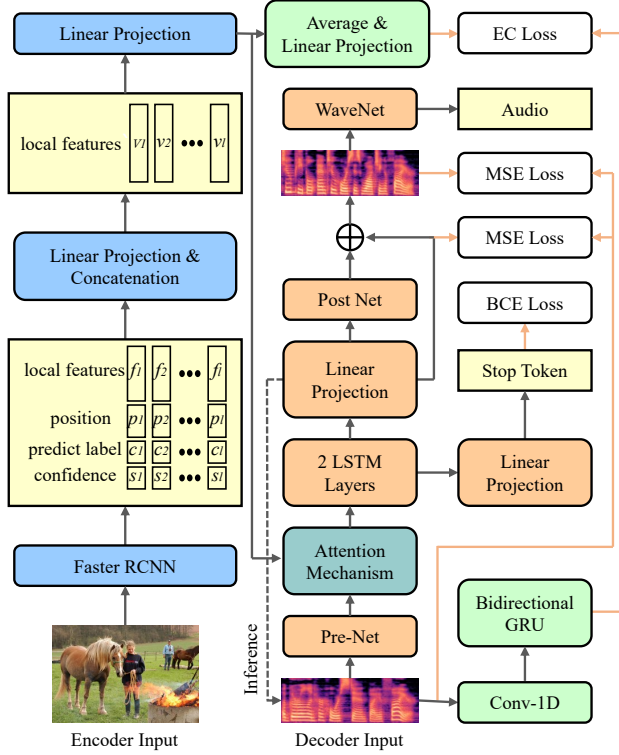 Linear Projection
Average &
Linear Projection
EC Loss
WaveNet
Audio
local features
v1 v2 ••• vl
MSE Loss
MSE Loss
Linear Projection &
Concatenation
Post Net
BCE Loss
local features
f1 f2 ••• fl
Linear
Projection
Stop Token
position
p1 p2 ••• pl
predict label
c1 c2 ••• cl
confidence
s1 s2 ••• sl
2 LSTM
Layers
Linear
Projection
Faster RCNN
Attention
Mechanism
Bidirectional
GRU
Pre-Net
Inference
Conv-1D
Encoder Input
Decoder Input